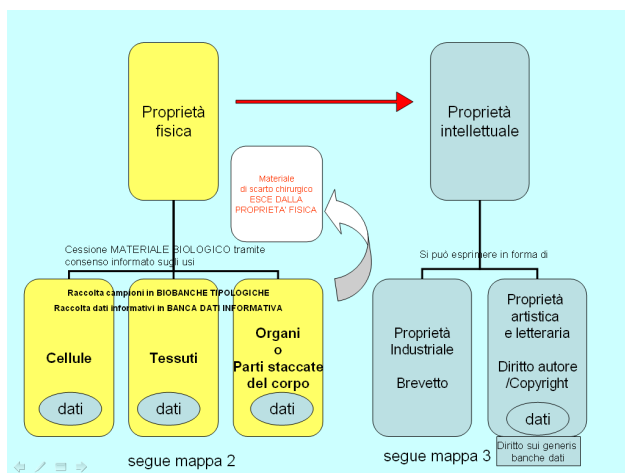 Proprietà
fisica
Proprietà
intellettuale
Materiale
di scarto chirurgico
ESCE DALLA
PROPRIETA' FISICA
Cessione MATERIALE BIOLOGICO tramite
consenso informato sugli usi
Si può esprimere in forma di
Raccolta campioni in BIOBANCHE TIPOLOGICHE
Raccolta dati informativi in BANCA DATI INFORMATIVA
Cellule
dati
Tessuti
dati
Organi
o
Parti staccate
del corpo
dati
Proprietà
Industriale
Brevetto
Proprietà
artistica
e letteraria
Diritto autore
/Copyright
dati
Diritto sui generis
banche dati
segue mappa 2
segue mappa 3